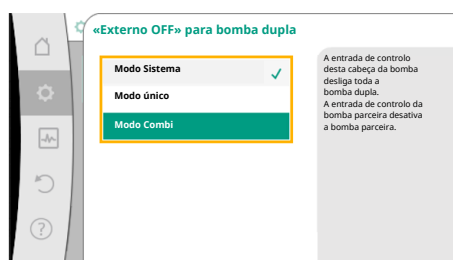 «Externo OFF» para bomba dupla
Modo Sistema
Modo único
Modo Combi
A entrada de controlo
desta cabeça da bomba
desliga toda a
bomba dupla.
A entrada de controlo da
bomba parceira desativa
a bomba parceira.